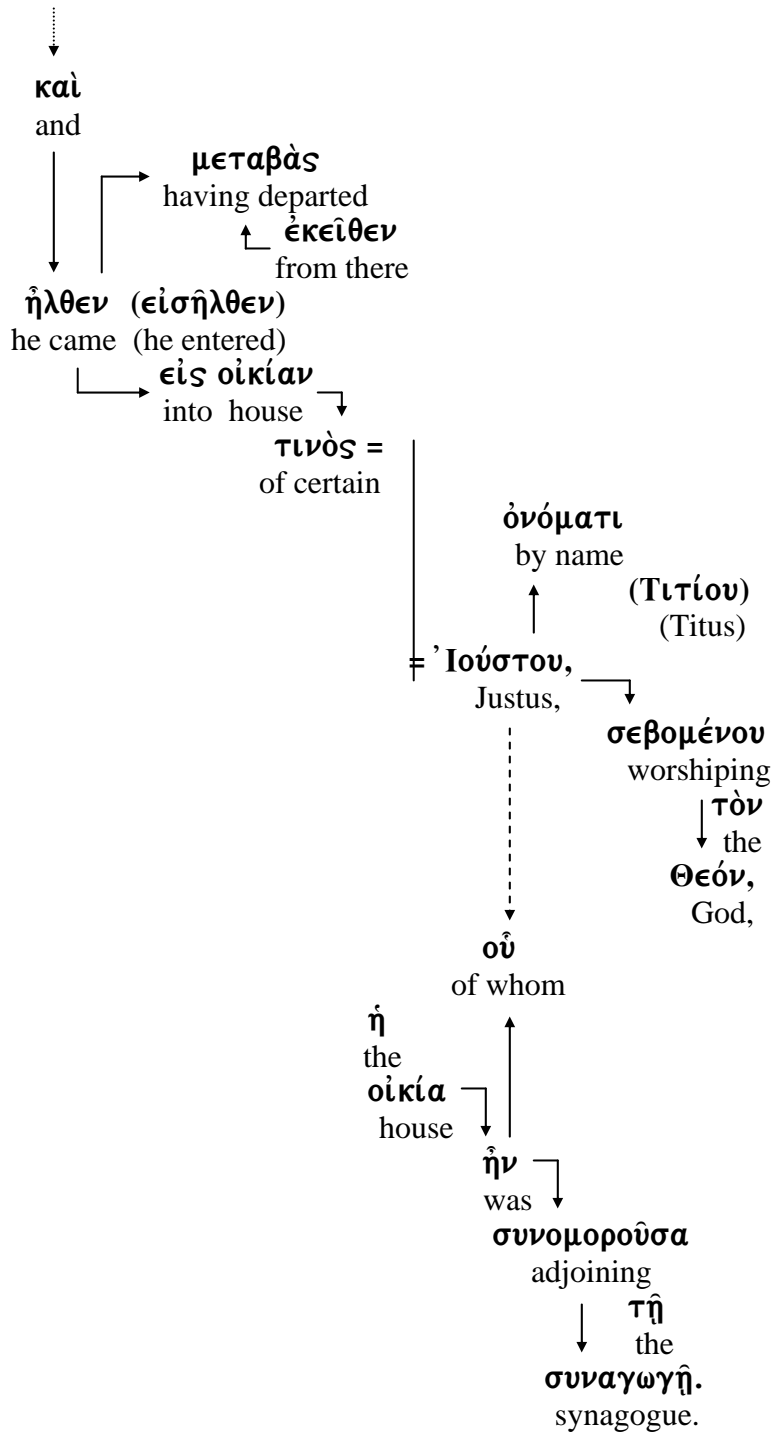 καὶ
and
μεταβὰς
having departed
ἐκεῖθεν
from there
ἦλθεν (εἰσῆλθεν)
he came (he entered)
εἰς οἰκίαν
into house
τινὸς =
of certain
ὀνόματι
by name
(Τιτίου)
(Titus)
= Ἰούστου,
Justus,
σεβομένου
worshiping
τὸν
the
Θεόν,
God,
οὗ
of whom
ἡ
the
οἰκία
house
ἦν
was
συνομοροῦσα
adjoining
τῇ
the
συναγωγῇ.
synagogue.